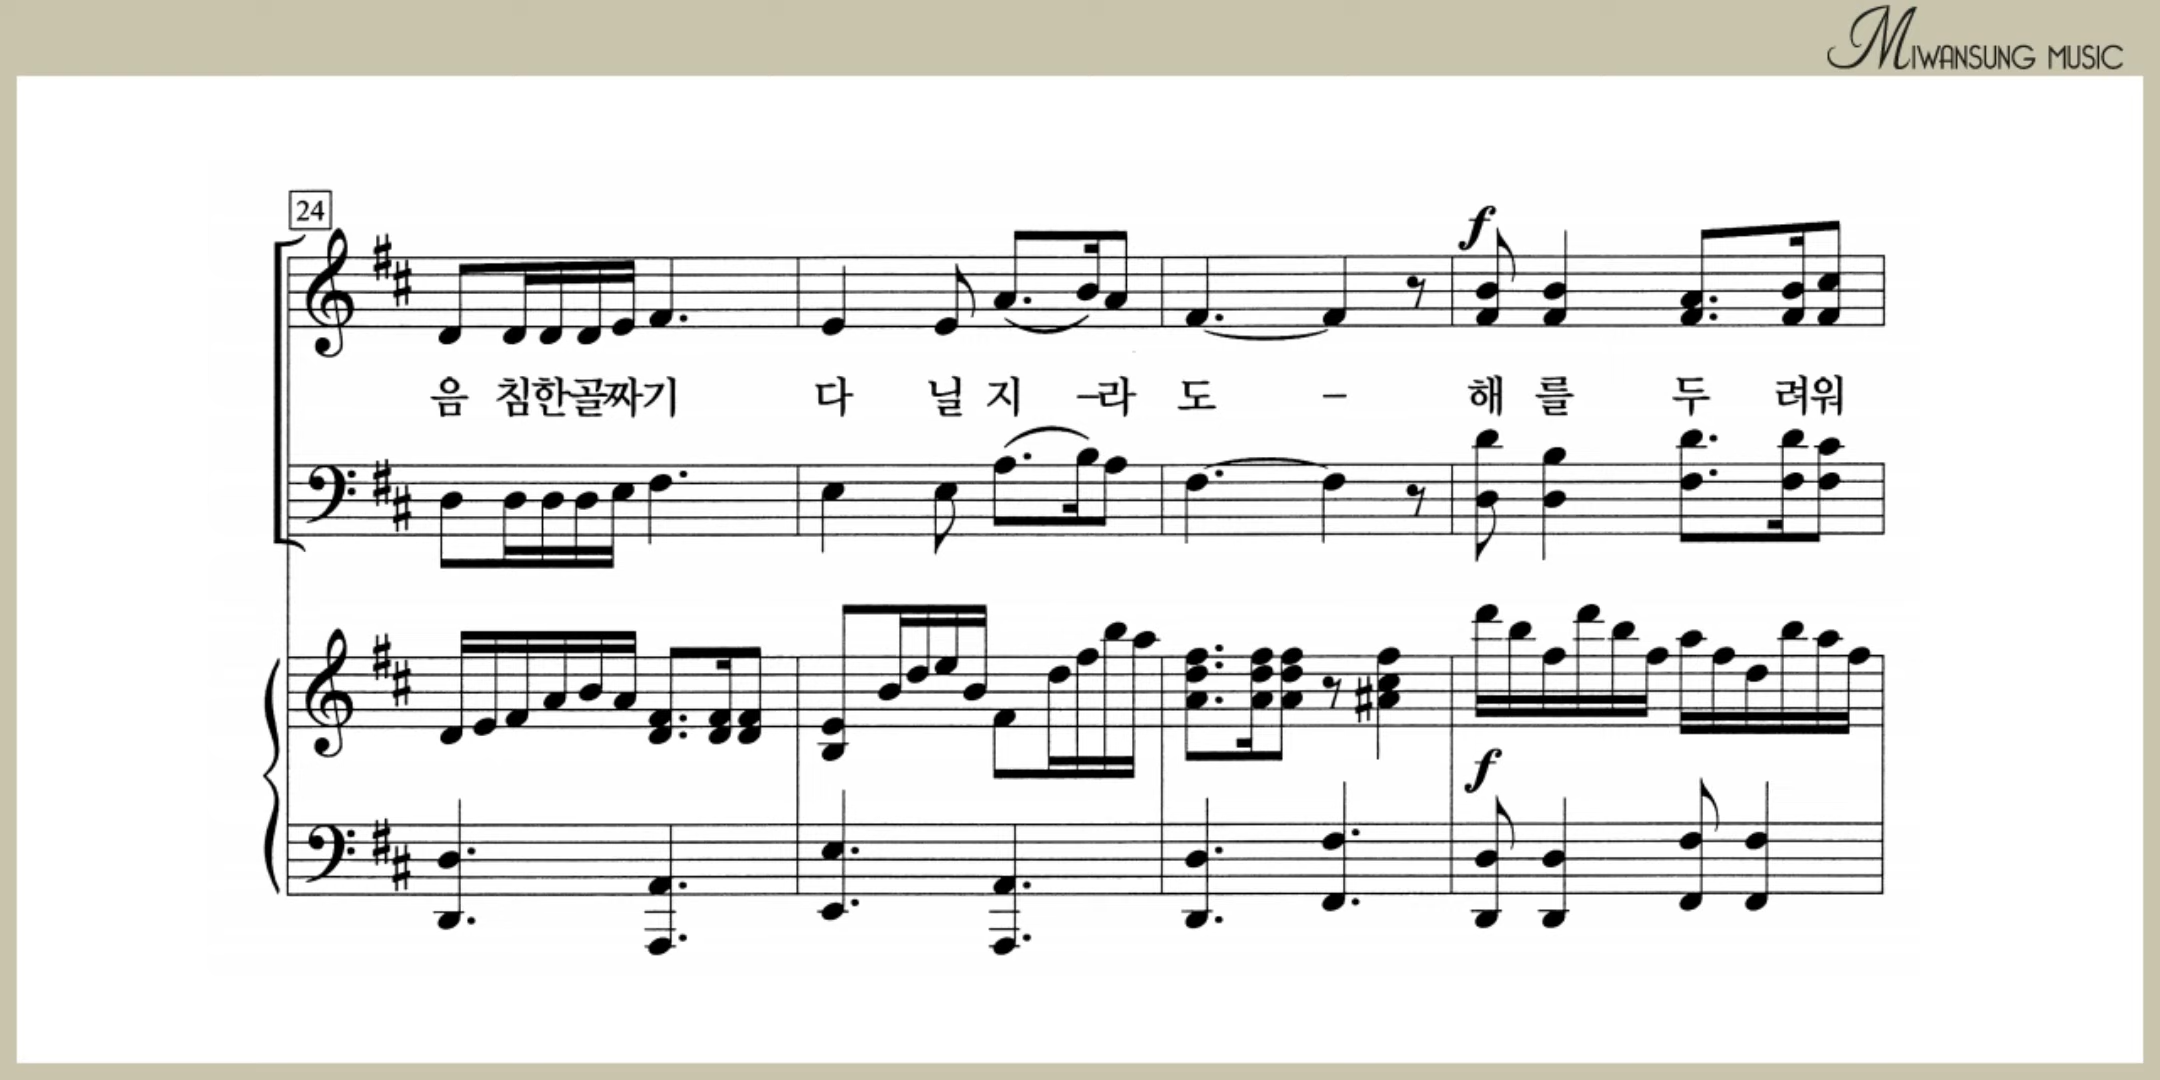 MIWANSUNG MUSIC
24
f
음 침한골짜기 다 닐 지 -라 도 - 해 를 두 려워
f